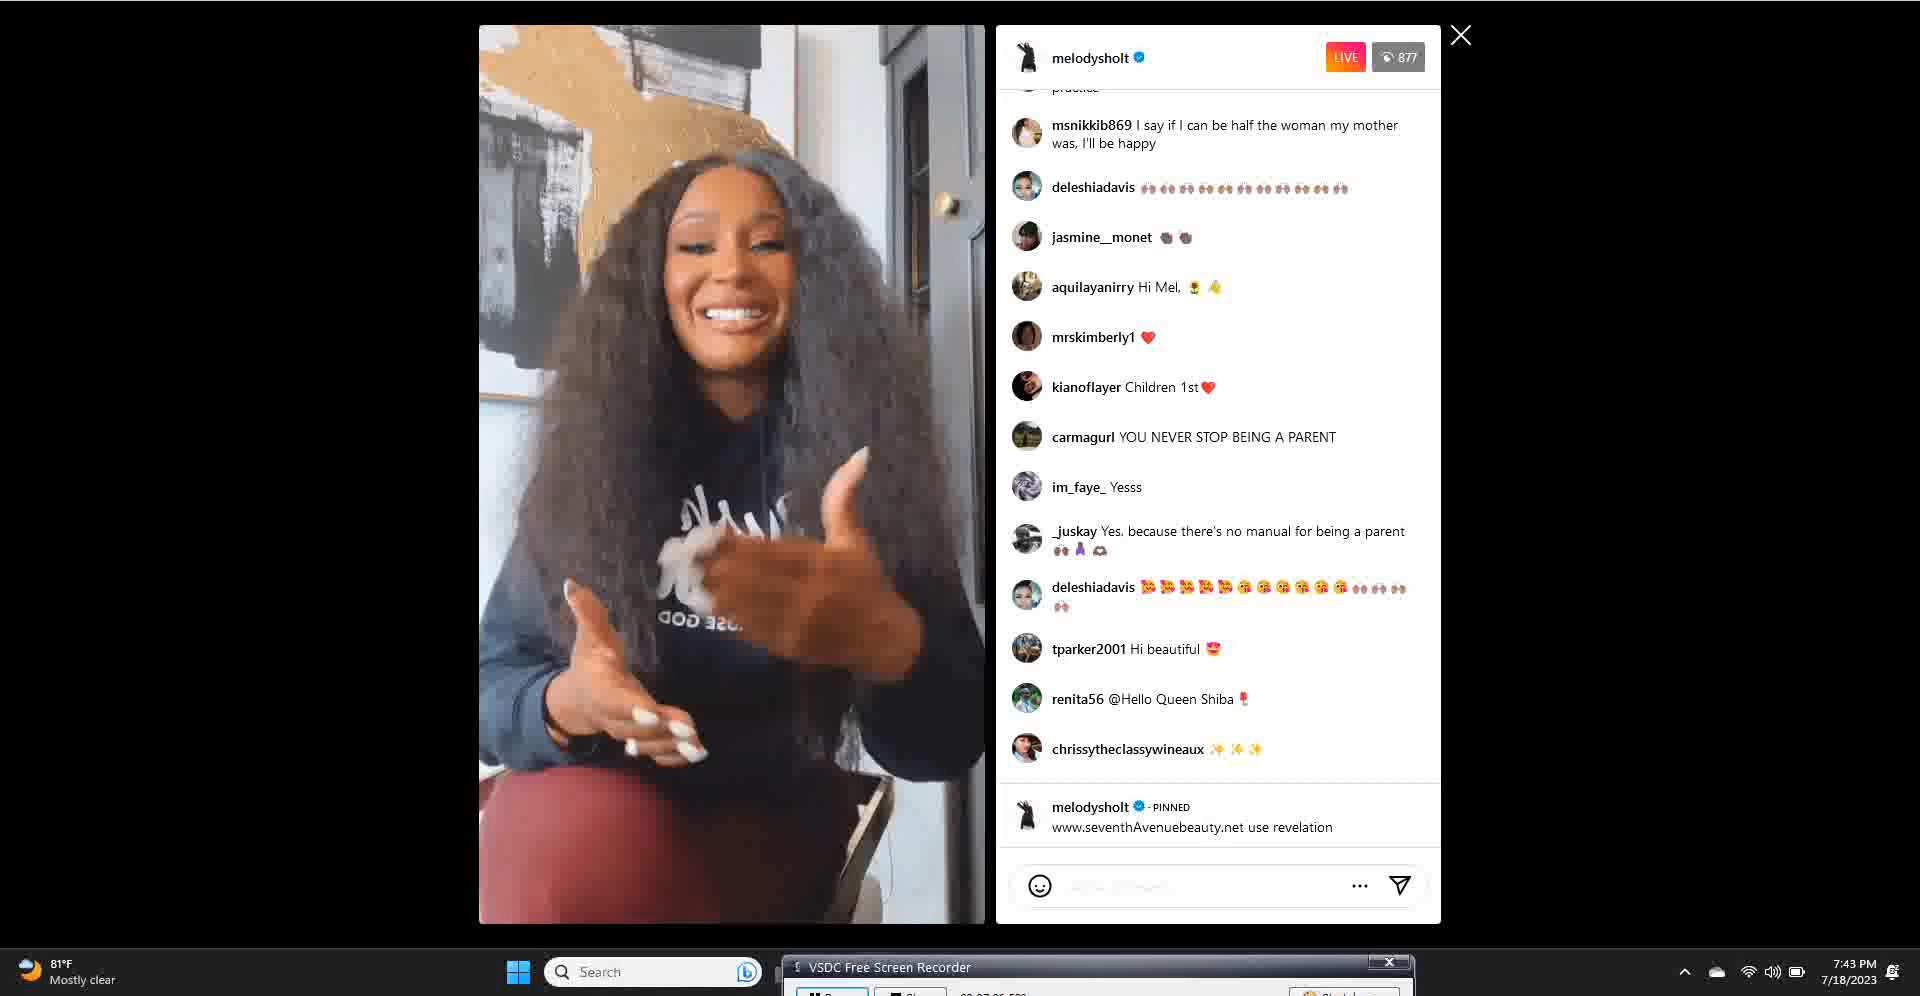 melodysholt
LIVE
877
practice
msnikkib869 I say if I can be half the woman my mother
was, I'll be happy
deleshiadavis 🙌🏽🙌🏽🙌🏽🙌🏽🙌🏽🙌🏽🙌🏽🙌🏽🙌🏽🙌🏽🙌🏽
jasmine__monet
aquilayanirry Hi Mel, 🌻
mrskimberly1 ❤️
kianoflayer Children 1st❤️
carmagurl YOU NEVER STOP BEING A PARENT
im_faye_ Yesss
_juskay Yes, because there's no manual for being a parent
deleshiadavis 🥰🥰🥰🥰🥰😘😘😘😘😘😘🙌🏽🙌🏽🙌🏽
🙌🏽
tparker2001 Hi beautiful 🤩
renita56 @Hello Queen Shiba🌷
chrissytheclassywineaux ✨✨✨
melodysholt · PINNED
www.seventhAvenuebeauty.net use revelation
USE GOD
81°F
Mostly clear
Search
VSDC Free Screen Recorder
7:43 PM
7/18/2023